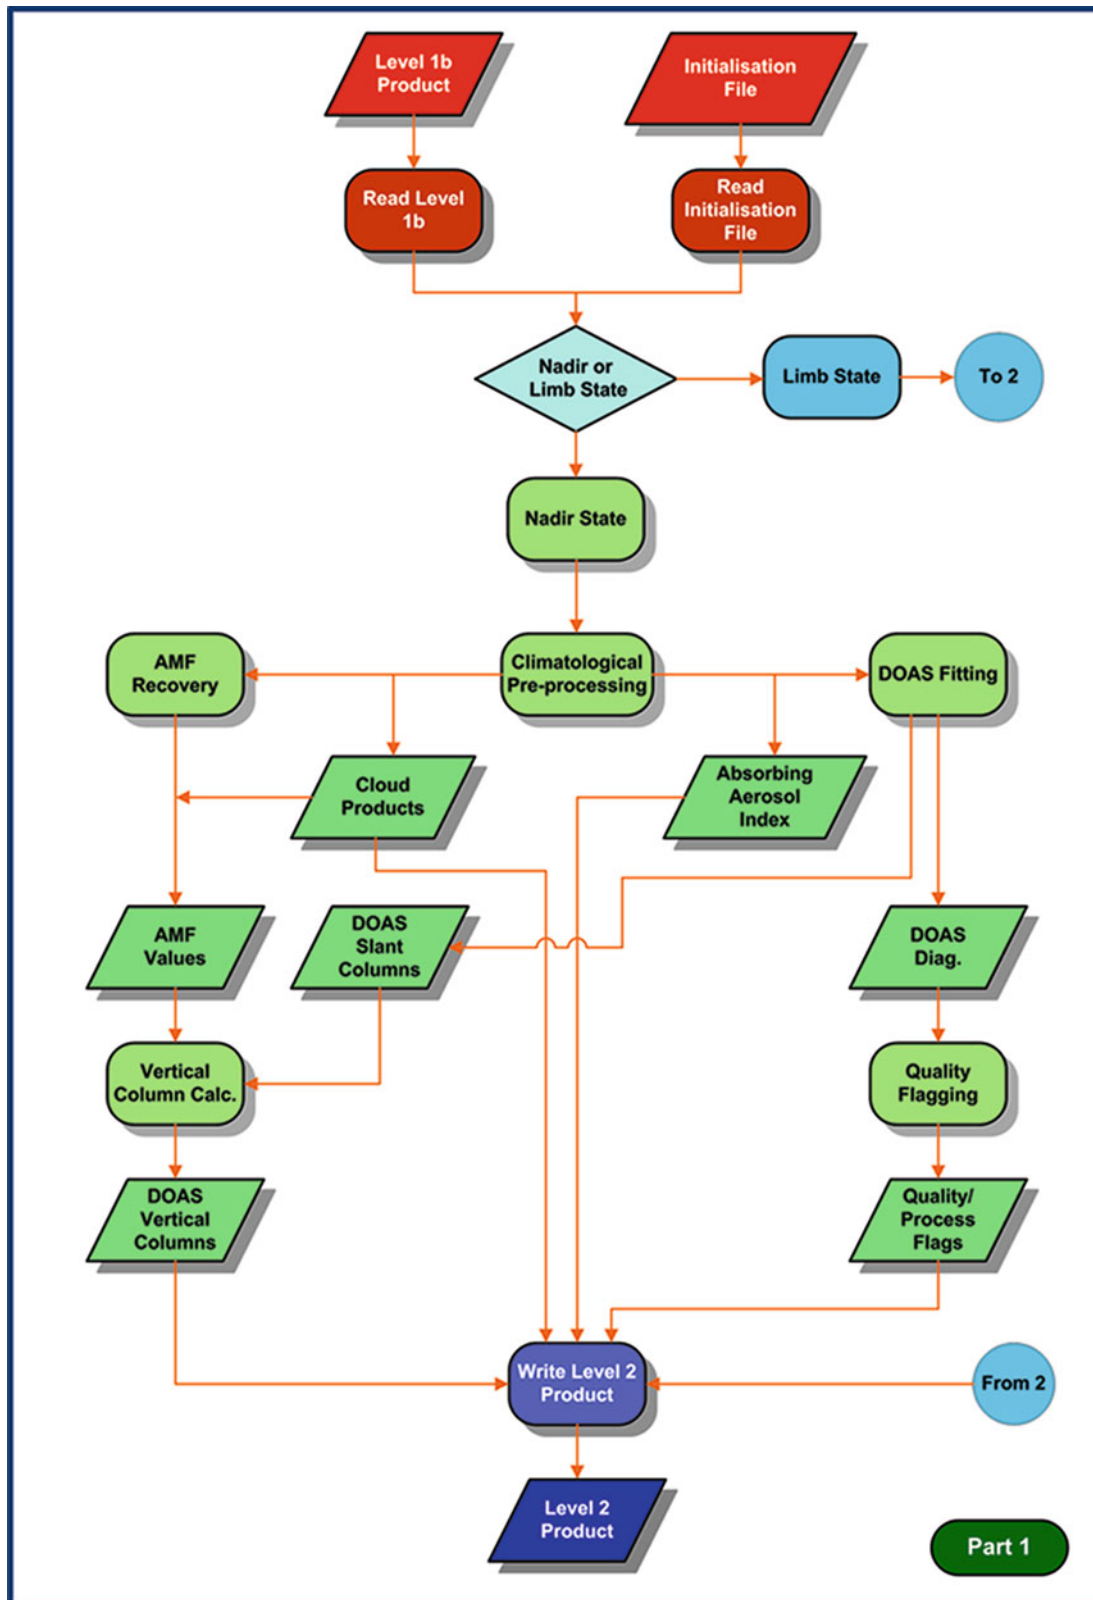 Level 1b
Product
Initialisation
File
Read Level
1b
Read
Initialisation
File
Nadir or
Limb State
Limb State
To 2
Nadir State
AMF
Recovery
Climatological
Pre-processing
DOAS Fitting
Cloud
Products
Absorbing
Aerosol
Index
AMF
Values
DOAS
Slant
Columns
DOAS
Diag.
Vertical
Column Calc.
Quality
Flagging
DOAS
Vertical
Columns
Quality/
Process
Flags
Write Level 2
Product
From 2
Level 2
Product
Part 1